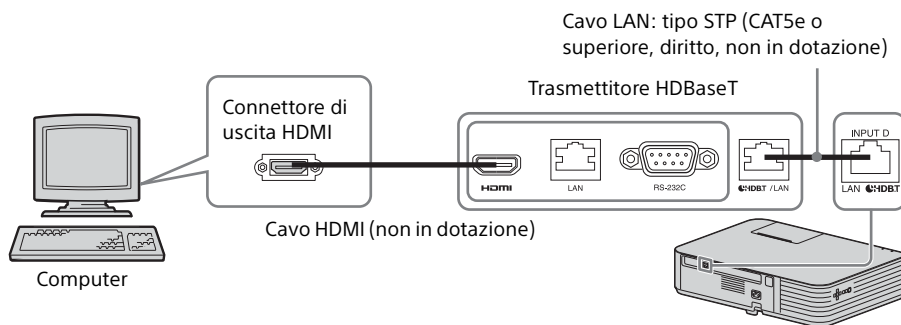 Cavo LAN: tipo STP (CAT5e o
superiore, diritto, non in dotazione)
Trasmettitore HDBaseT
Connettore di
uscita HDMI
INPUT D
HDMI
LAN
RS-232C
HDBT / LAN
LAN HDBT
Cavo HDMI (non in dotazione)
Computer